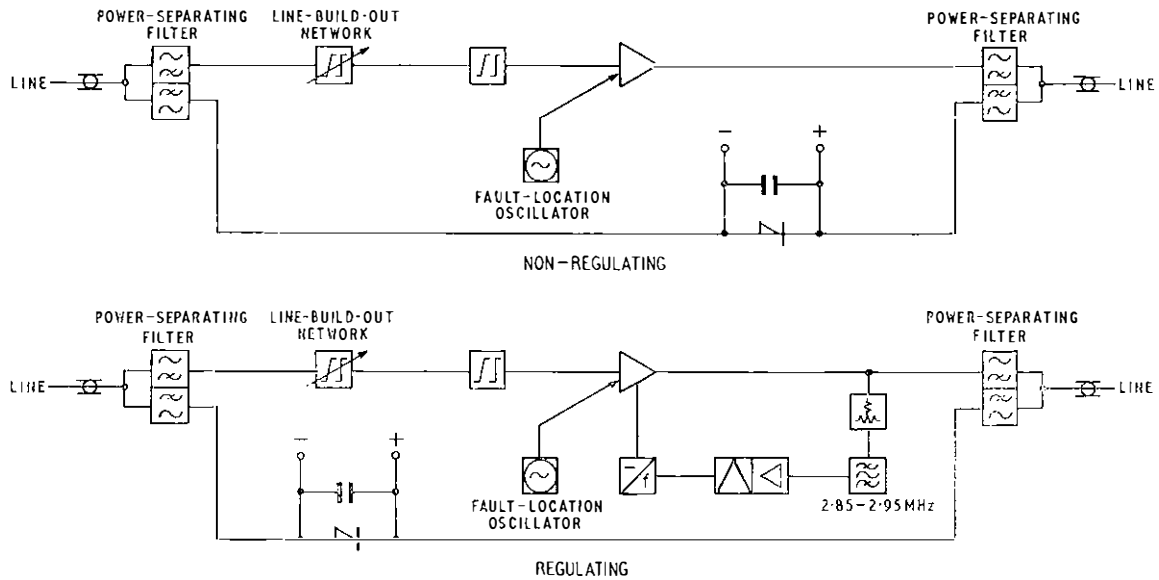 POWER-SEPARATING
FILTER
LINE-BUILD-OUT
NETWORK
POWER-SEPARATING
FILTER
LINE
LINE
FAULT-LOCATION
OSCILLATOR
−
+
NON-REGULATING
POWER-SEPARATING
FILTER
LINE-BUILD-OUT
NETWORK
POWER-SEPARATING
FILTER
LINE
LINE
−
+
f
FAULT-LOCATION
OSCILLATOR
2·85–2·95MHz
REGULATING